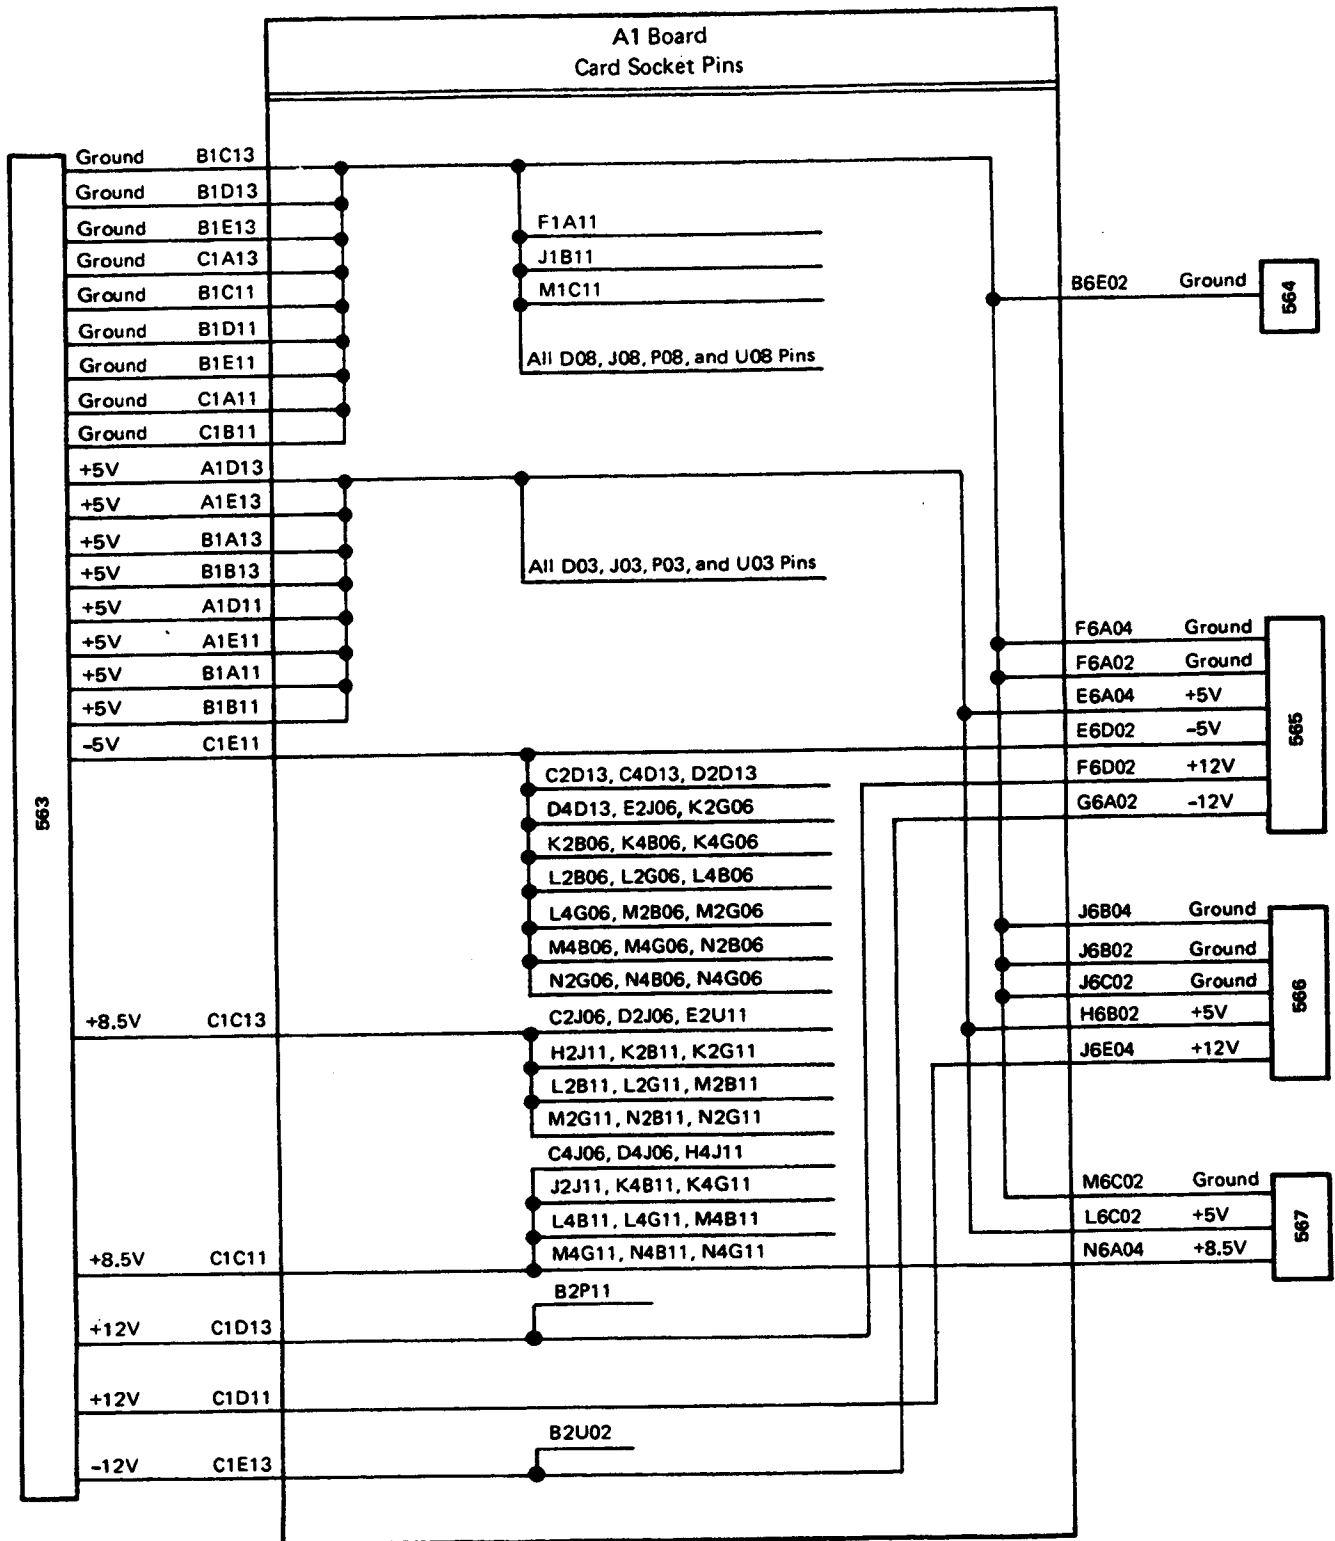 A1 Board
Card Socket Pins
563
Ground B1C13
Ground B1D13
Ground B1E13
Ground C1A13
Ground B1C11
Ground B1D11
Ground B1E11
Ground C1A11
Ground C1B11
+5V A1D13
+5V A1E13
+5V B1A13
+5V B1B13
+5V A1D11
+5V A1E11
+5V B1A11
+5V B1B11
-5V C1E11
+8.5V C1C13
+8.5V C1C11
+12V C1D13
+12V C1D11
-12V C1E13
F1A11
J1B11
M1C11
All D08, J08, P08, and U08 Pins
All D03, J03, P03, and U03 Pins
C2D13, C4D13, D2D13
D4D13, E2J06, K2G06
K2B06, K4B06, K4G06
L2B06, L2G06, L4B06
L4G06, M2B06, M2G06
M4B06, M4G06, N2B06
N2G06, N4B06, N4G06
C2J06, D2J06, E2U11
H2J11, K2B11, K2G11
L2B11, L2G11, M2B11
M2G11, N2B11, N2G11
C4J06, D4J06, H4J11
J2J11, K4B11, K4G11
L4B11, L4G11, M4B11
M4G11, N4B11, N4G11
B2P11
B2U02
B6E02 Ground
564
F6A04 Ground
F6A02 Ground
E6A04 +5V
E6D02 -5V
F6D02 +12V
G6A02 -12V
565
J6B04 Ground
J6B02 Ground
J6C02 Ground
H6B02 +5V
J6E04 +12V
566
M6C02 Ground
L6C02 +5V
N6A04 +8.5V
567